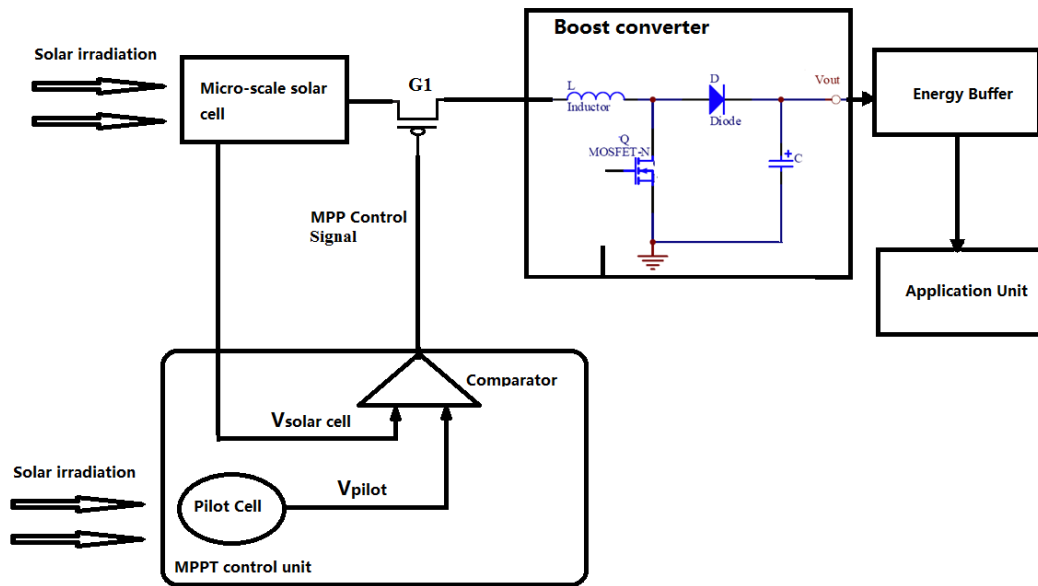 Boost converter
Solar irradiation
Micro-scale solar
cell
G1
L
Inductor
D
Diode
Vout
Energy Buffer
Q
MOSFET-N
C
MPP Control
Signal
Application Unit
Comparator
Vsolar cell
Solar irradiation
Pilot Cell
Vpilot
MPPT control unit